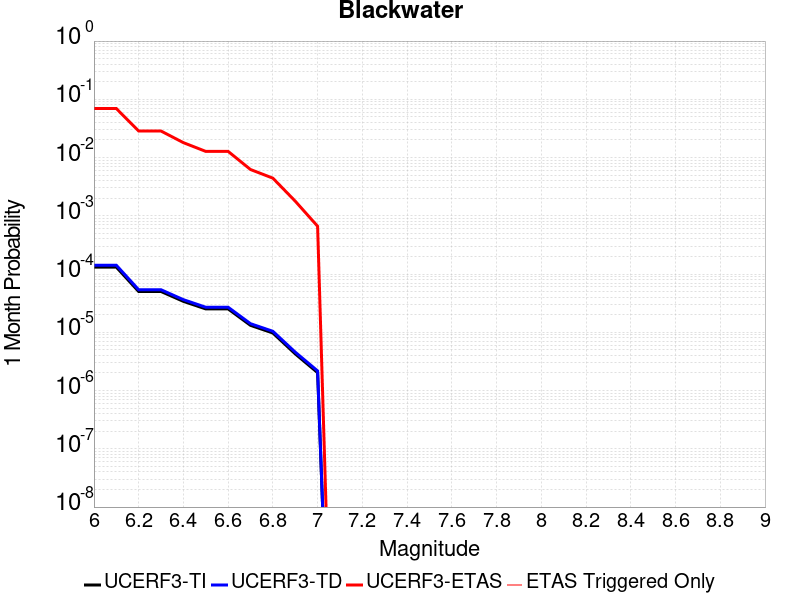 Blackwater
1 Month Probability
10^0
10^-1
10^-2
10^-3
10^-4
10^-5
10^-6
10^-7
10^-8
6 6.2 6.4 6.6 6.8 7 7.2 7.4 7.6 7.8 8 8.2 8.4 8.6 8.8 9
Magnitude
UCERF3-TI UCERF3-TD UCERF3-ETAS ETAS Triggered Only